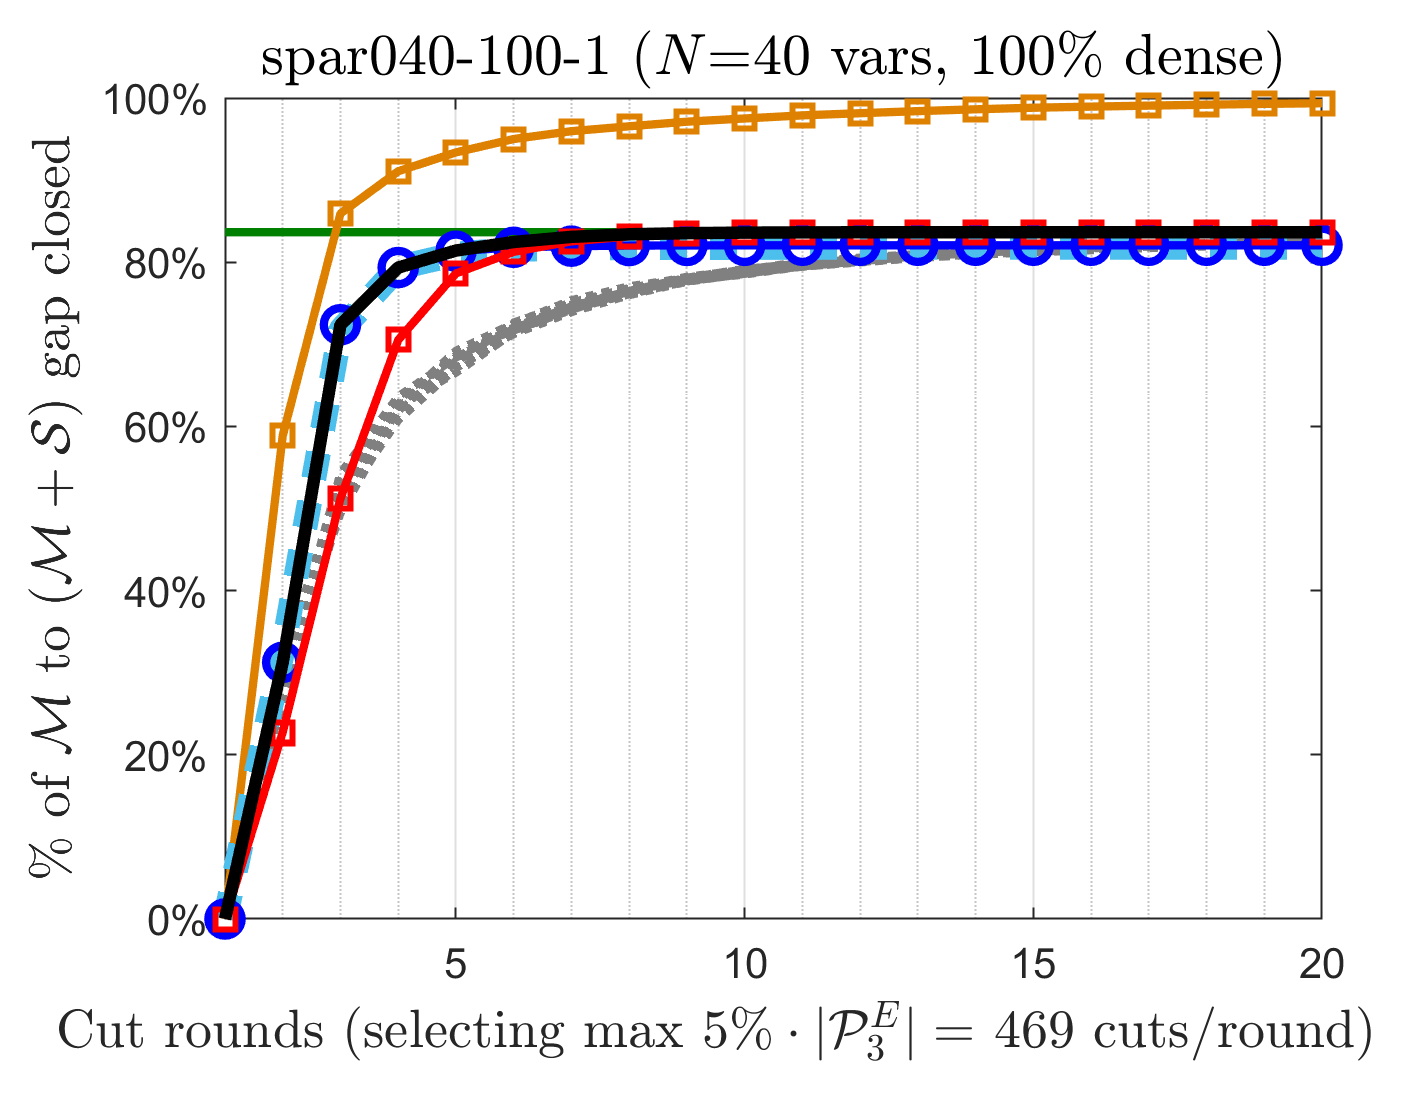 spar040-100-1 (N=40 vars, 100% dense)
% of M to (M + S) gap closed
100%
80%
60%
40%
20%
0%
5 10 15 20
Cut rounds (selecting max 5% · |P₃ᴱ| = 469 cuts/round)